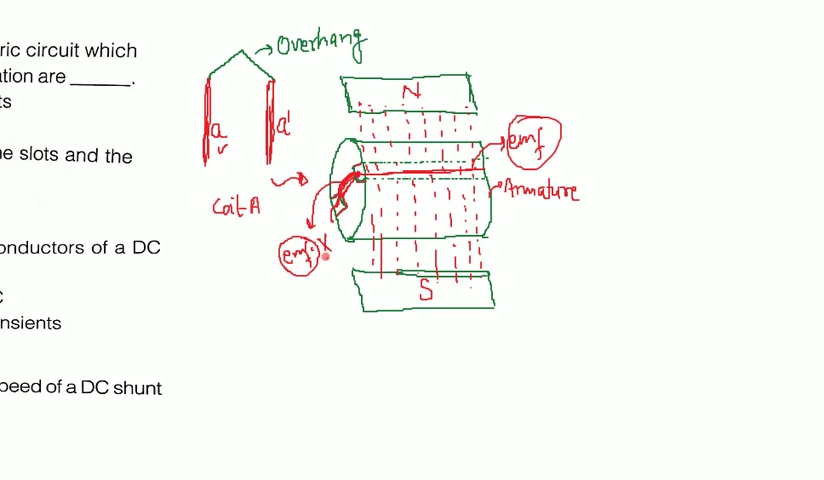 ric circuit which
ation are ______.
ts
e slots and the
onductors of a DC
C
nsients
peed of a DC shunt
Overhang
a
a'
Coil-A
N
emf
Armature
emf X
S